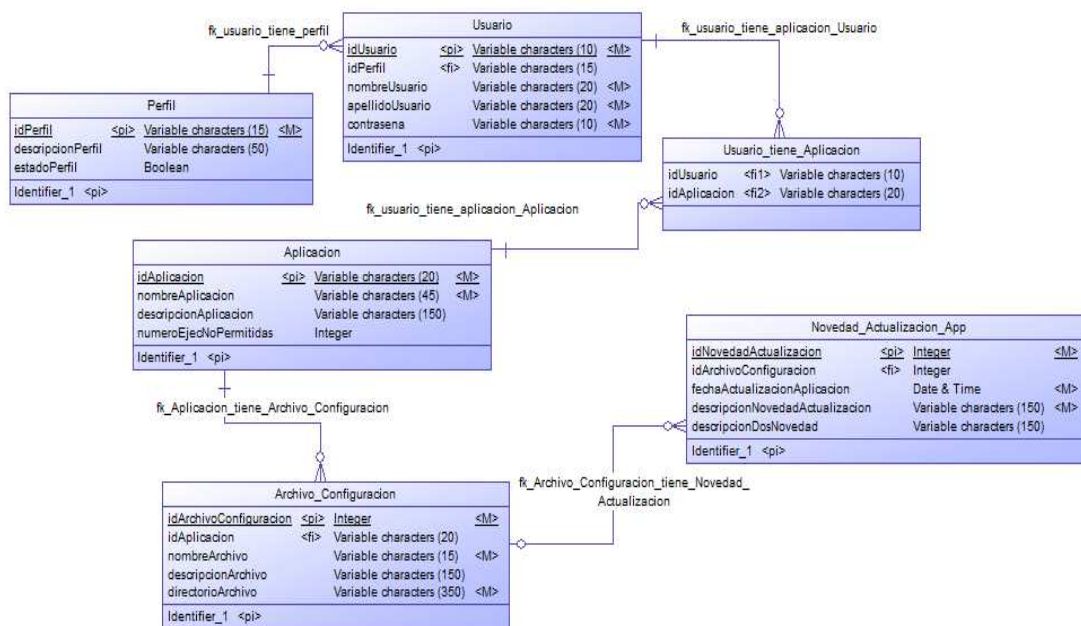 fk_usuario_tiene_perfil
Usuario
idUsuario <pi> Variable characters (10) <M>
idPerfil <fi> Variable characters (15)
nombreUsuario Variable characters (20) <M>
apellidoUsuario Variable characters (20) <M>
contrasena Variable characters (10) <M>
Identifier_1 <pi>
fk_usuario_tiene_aplicacion_Usuario
Perfil
idPerfil <pi> Variable characters (15) <M>
descripcionPerfil Variable characters (50)
estadoPerfil Boolean
Identifier_1 <pi>
Usuario_tiene_Aplicacion
idUsuario <fi1> Variable characters (10)
idAplicacion <fi2> Variable characters (20)
fk_usuario_tiene_aplicacion_Aplicacion
Aplicacion
idAplicacion <pi> Variable characters (20) <M>
nombreAplicacion Variable characters (45) <M>
descripcionAplicacion Variable characters (150)
numeroEjecNoPermitidas Integer
Identifier_1 <pi>
Novedad_Actualizacion_App
idNovedadActualizacion <pi> Integer <M>
idArchivoConfiguracion <fi> Integer
fechaActualizacionAplicacion Date & Time <M>
descripcionNovedadActualizacion Variable characters (150) <M>
descripcionDosNovedad Variable characters (150)
Identifier_1 <pi>
fk_Aplicacion_tiene_Archivo_Configuracion
fk_Archivo_Configuracion_tiene_Novedad_
Actualizacion
Archivo_Configuracion
idArchivoConfiguracion <pi> Integer <M>
idAplicacion <fi> Variable characters (20)
nombreArchivo Variable characters (15) <M>
descripcionArchivo Variable characters (150)
directorioArchivo Variable characters (350) <M>
Identifier_1 <pi>